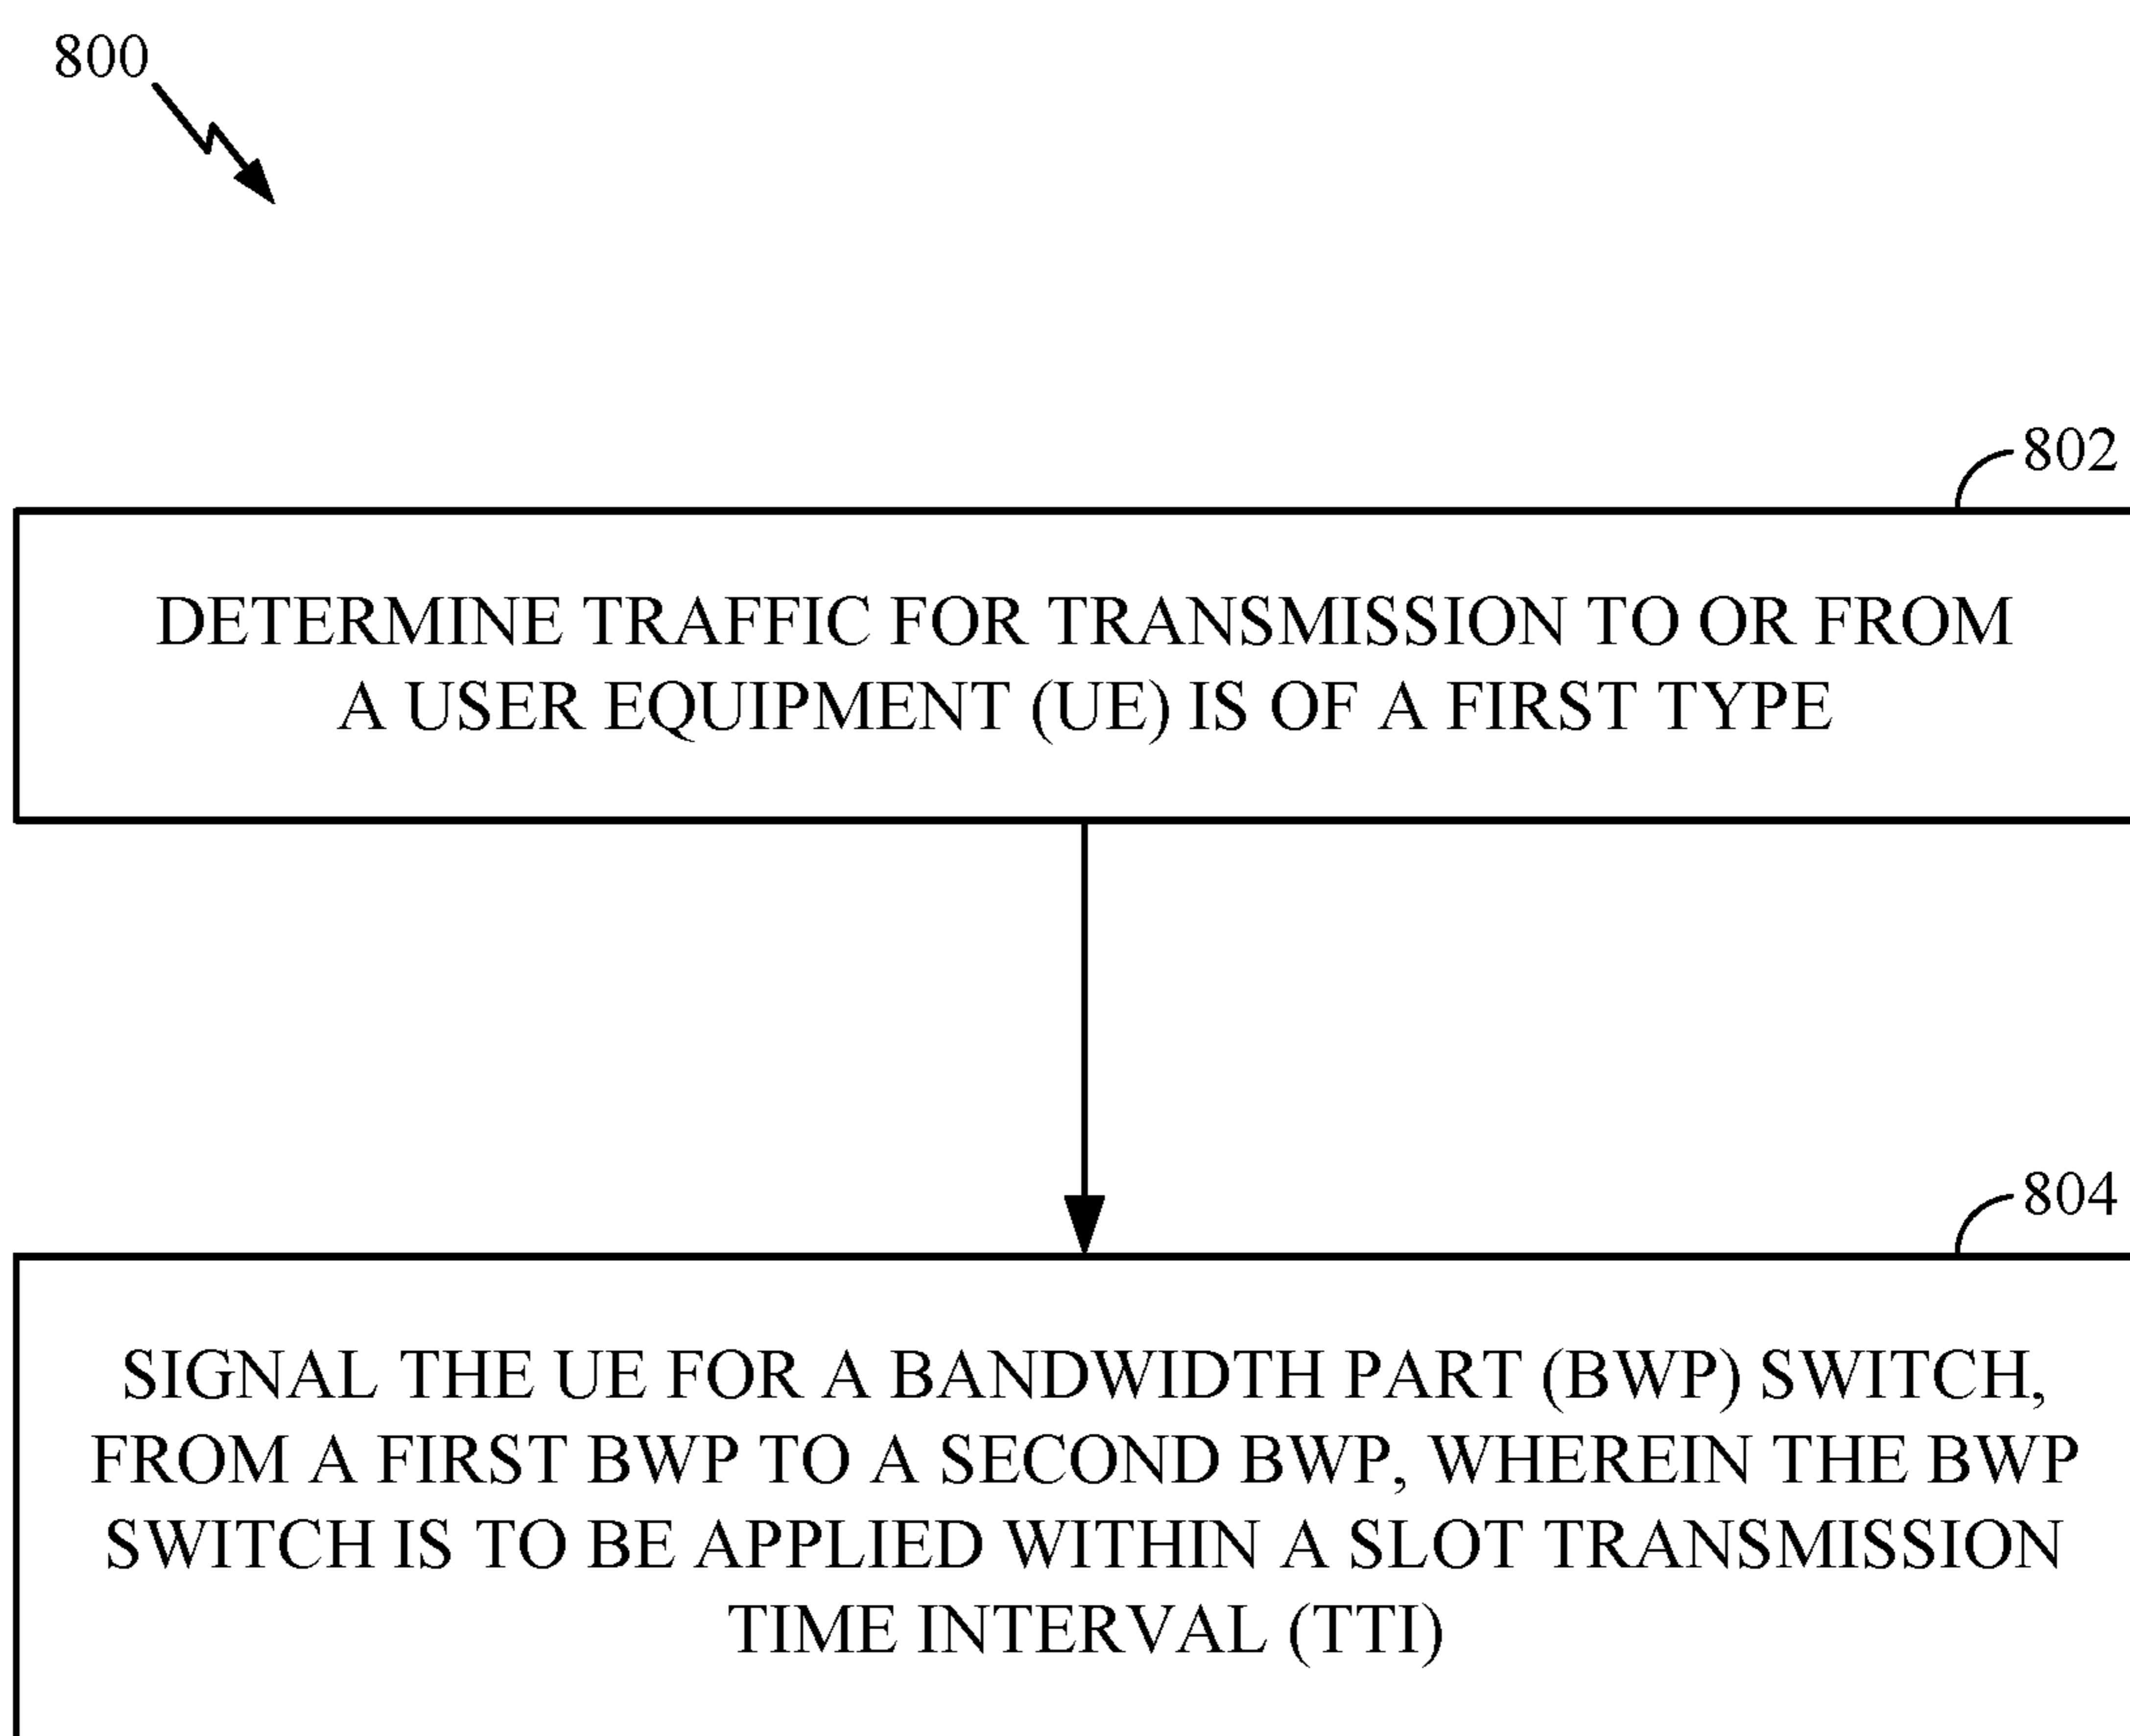 800
802
DETERMINE TRAFFIC FOR TRANSMISSION TO OR FROM
A USER EQUIPMENT (UE) IS OF A FIRST TYPE
804
SIGNAL THE UE FOR A BANDWIDTH PART (BWP) SWITCH,
FROM A FIRST BWP TO A SECOND BWP, WHEREIN THE BWP
SWITCH IS TO BE APPLIED WITHIN A SLOT TRANSMISSION
TIME INTERVAL (TTI)